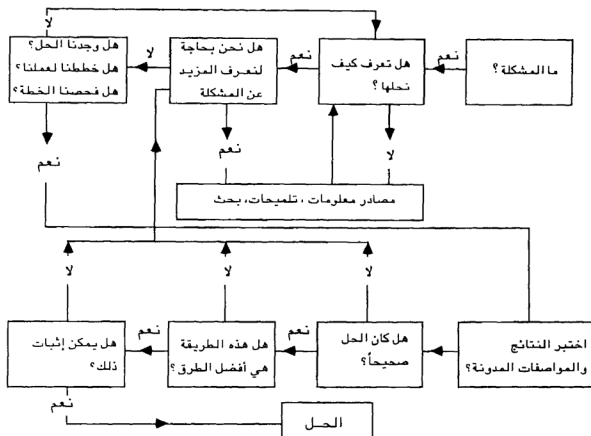 لا
ما المشكلة؟
نعم
هل تعرف كيف
نحلها؟
نعم
هل نحن بحاجة
لنعرف المزيد
عن المشكلة
لا
هل وجدنا الحل؟
هل خططنا لعملنا؟
هل فحصنا الخطة؟
لا
نعم
نعم
مصادر معلومات، تلميحات، بحث
لا
لا
لا
اختبر النتائج
والمواصفات المدونة؟
هل كان الحل
صحيحاً؟
نعم
هل هذه الطريقة
هي أفضل الطرق؟
نعم
هل يمكن إثبات
ذلك؟
نعم
الحل